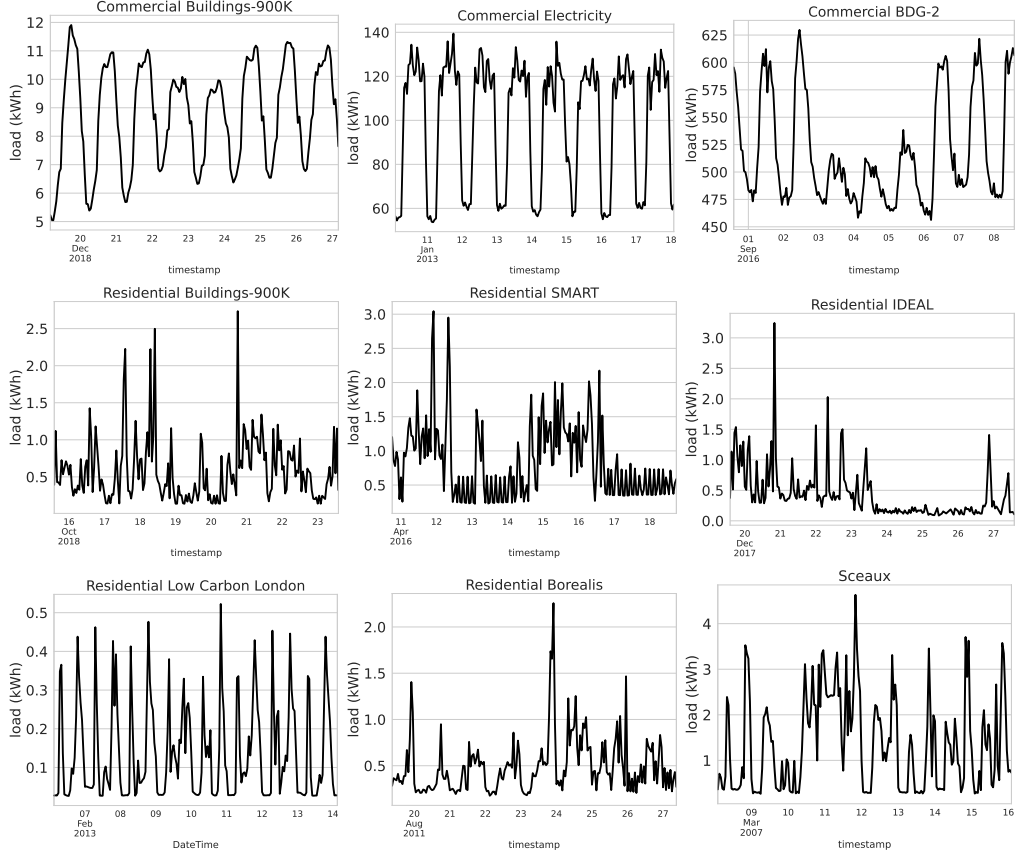 Commercial Buildings-900K
12
11
10
9
8
7
6
5
load (kWh)
20 21 22 23 24 25 26 27
Dec
2018
timestamp
Commercial Electricity
140
120
100
80
60
load (kWh)
11 12 13 14 15 16 17 18
Jan
2013
timestamp
Commercial BDG-2
625
600
575
550
525
500
475
450
load (kWh)
01 02 03 04 05 06 07 08
Sep
2016
timestamp
Residential Buildings-900K
2.5
2.0
1.5
1.0
0.5
load (kWh)
16 17 18 19 20 21 22 23
Oct
2018
timestamp
Residential SMART
3.0
2.5
2.0
1.5
1.0
0.5
load (kWh)
11 12 13 14 15 16 17 18
Apr
2016
timestamp
Residential IDEAL
3.0
2.5
2.0
1.5
1.0
0.5
0.0
load (kWh)
20 21 22 23 24 25 26 27
Dec
2017
timestamp
Residential Low Carbon London
0.5
0.4
0.3
0.2
0.1
load (kWh)
07 08 09 10 11 12 13 14
Feb
2013
DateTime
Residential Borealis
2.0
1.5
1.0
0.5
load (kWh)
20 21 22 23 24 25 26 27
Aug
2011
timestamp
Sceaux
4
3
2
1
load (kWh)
09 10 11 12 13 14 15 16
Mar
2007
timestamp